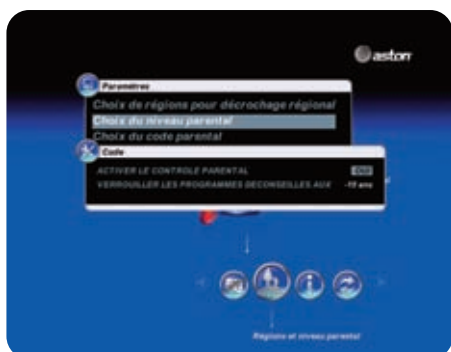 aston
Paramètres
Choix de régions pour décrochage régional
Choix du niveau parental
Choix du code parental
Code
ACTIVER LE CONTROLE PARENTAL OUI
VERROUILLER LES PROGRAMMES DECONSEILLES AUX ans
Régions et niveau parental